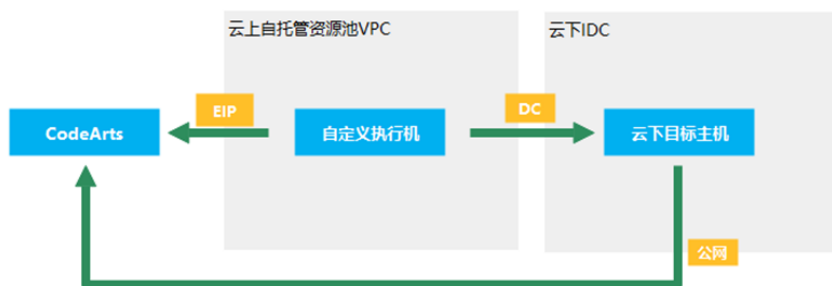 云上自托管资源池VPC
云下IDC
EIP
DC
CodeArts
自定义执行机
云下目标主机
公网